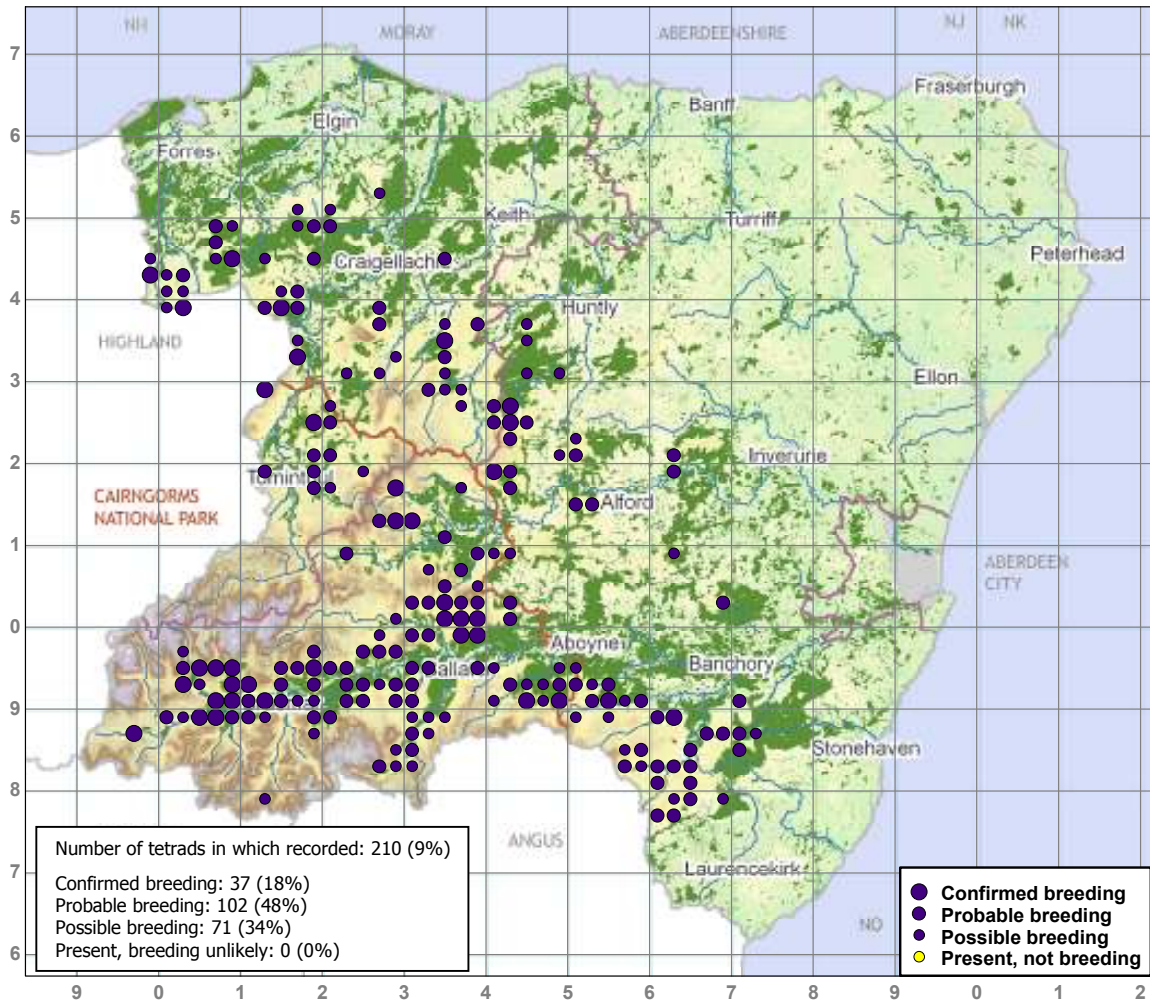 NH MORAY ABERDEENSHIRE NJ NK
7
Fraserburgh
Banff
Elgin
6
Forres
5
Keith
Turriff
Peterhead
Craigellachie
4
Huntly
HIGHLAND
Ellon
3
Inverurie
2
CAIRNGORMS
NATIONAL PARK
Alford
1
ABERDEEN
CITY
0
Aboyne
Banchory
9
Stonehaven
8
ANGUS
Number of tetrads in which recorded: 210 (9%)
Confirmed breeding: 37 (18%)
Probable breeding: 102 (48%)
Possible breeding: 71 (34%)
Present, breeding unlikely: 0 (0%)
7
Laurencekirk
NO
Confirmed breeding
Probable breeding
Possible breeding
Present, not breeding
6
9 0 1 2 3 4 5 6 7 8 9 0 1 2